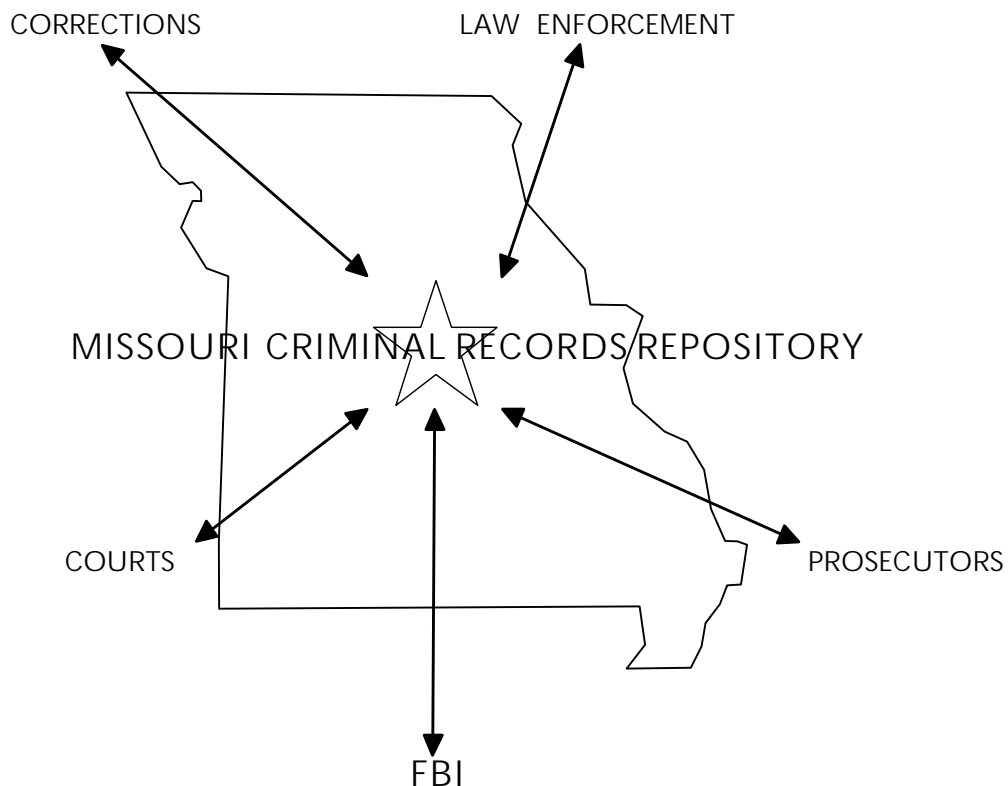 CORRECTIONS
LAW ENFORCEMENT
MISSOURI CRIMINAL RECORDS REPOSITORY
COURTS
PROSECUTORS
FBI